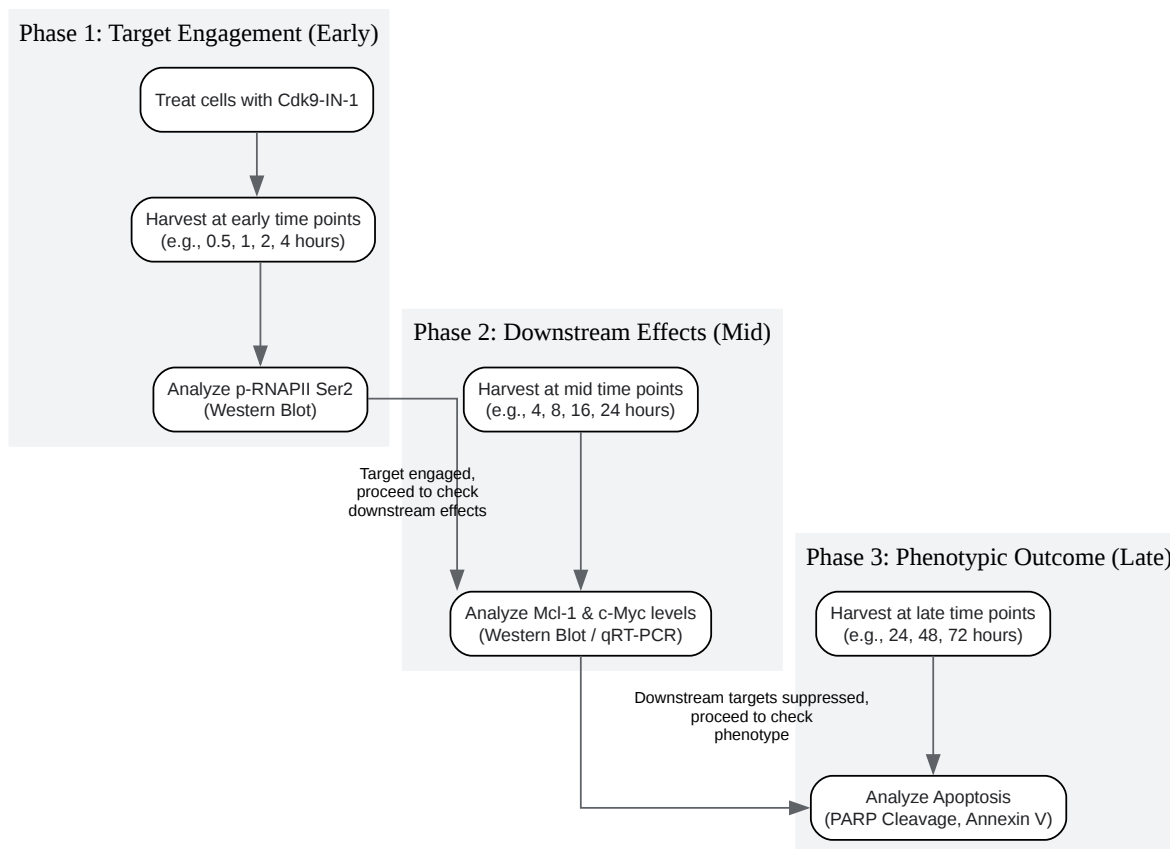 Phase 1: Target Engagement (Early)
Treat cells with Cdk9-IN-1
Harvest at early time points
(e.g., 0.5, 1, 2, 4 hours)
Analyze p-RNAPII Ser2
(Western Blot)
Target engaged,
proceed to check
downstream effects
Phase 2: Downstream Effects (Mid)
Harvest at mid time points
(e.g., 4, 8, 16, 24 hours)
Analyze Mcl-1 & c-Myc levels
(Western Blot / qRT-PCR)
Downstream targets suppressed,
proceed to check
phenotype
Phase 3: Phenotypic Outcome (Late)
Harvest at late time points
(e.g., 24, 48, 72 hours)
Analyze Apoptosis
(PARP Cleavage, Annexin V)